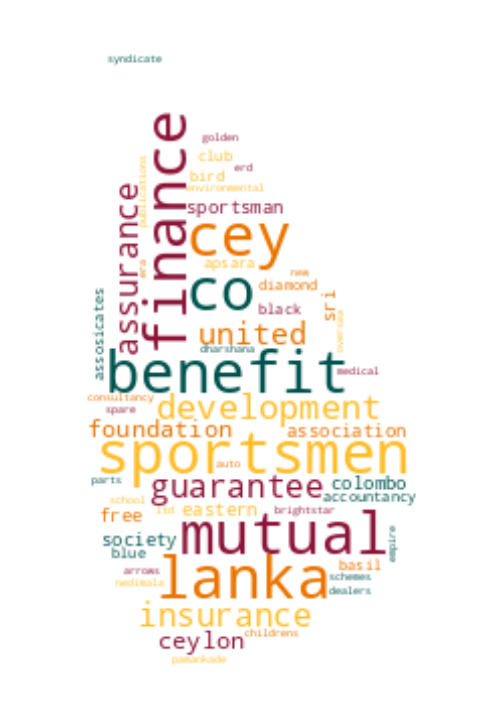 syndicate
golden
finance
club
erd
bird
publications
environmental
assurance
sportsman
cey
apsara
era
new
co
diamond
sri
assosicates
black
oversea
united
dharshana
benefit
medical
consultancy
development
spare
foundation
association
sportsmen
auto
parts
guarantee
colombo
accountancy
school
ltd
eastern
brightstar
free
mutual
empire
society
blue
lanka
basil
arrows
schemes
nedimala
dealers
insurance
ceylon
childrens
pamankade